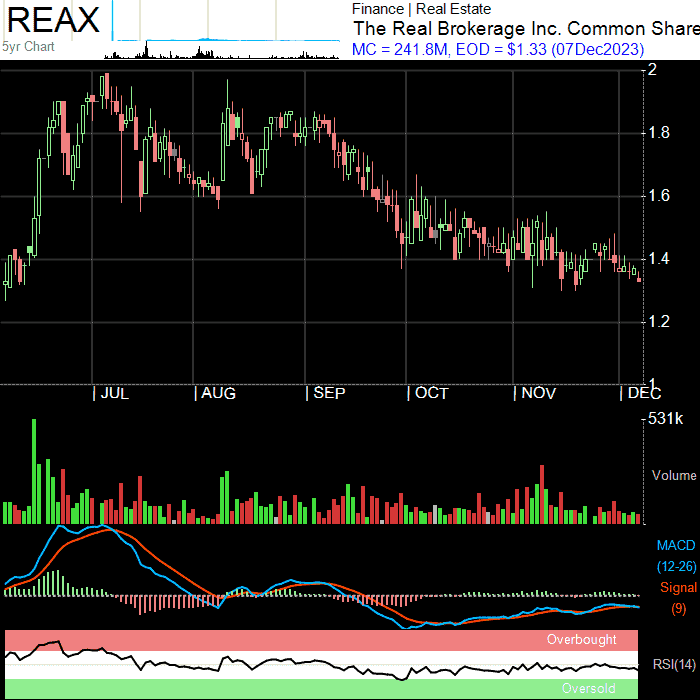 REAX
5yr Chart
Finance | Real Estate
The Real Brokerage Inc. Common Share
MC = 241.8M, EOD = $1.33 (07Dec2023)
2
1.8
1.6
1.4
1.2
1
| JUL | AUG | SEP | OCT | NOV | DEC
531k
Volume
MACD
(12-26)
Signal
(9)
Overbought
RSI(14)
Oversold